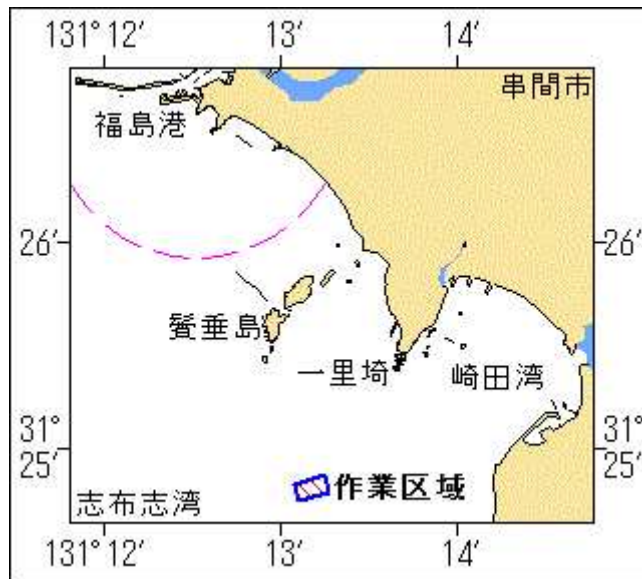 131°12′ 13′ 14′
串間市
福島港
26′ 26′
鬢垂島
一里埼
崎田湾
31° 31°
25′ 25′
作業区域
志布志湾
131°12′ 13′ 14′